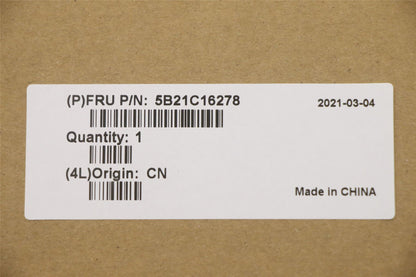 (P)FRU P/N: 5B21C16278
2021-03-04
Quantity: 1
(4L)Origin: CN
Made in CHINA